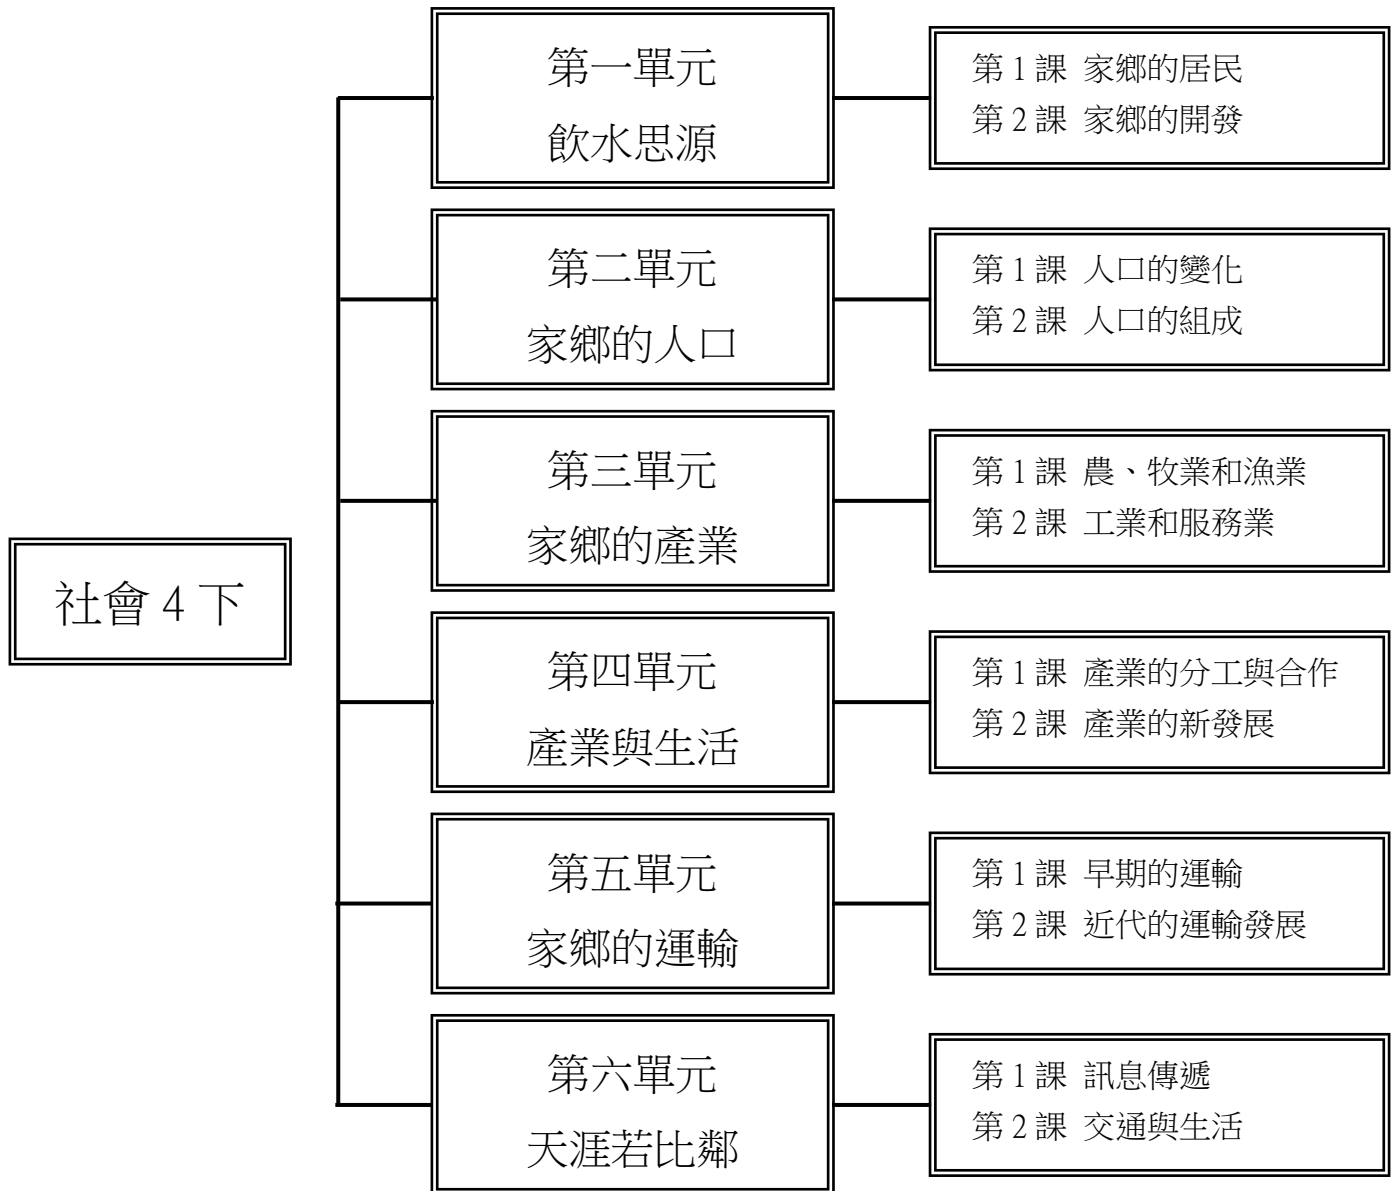 社會 4 下
第一單元
飲水思源
第 1 課 家鄉的居民
第 2 課 家鄉的開發
第二單元
家鄉的人口
第 1 課 人口的變化
第 2 課 人口的組成
第三單元
家鄉的產業
第 1 課 農、牧業和漁業
第 2 課 工業和服務業
第四單元
產業與生活
第 1 課 產業的分工與合作
第 2 課 產業的新發展
第五單元
家鄉的運輸
第 1 課 早期的運輸
第 2 課 近代的運輸發展
第六單元
天涯若比鄰
第 1 課 訊息傳遞
第 2 課 交通與生活